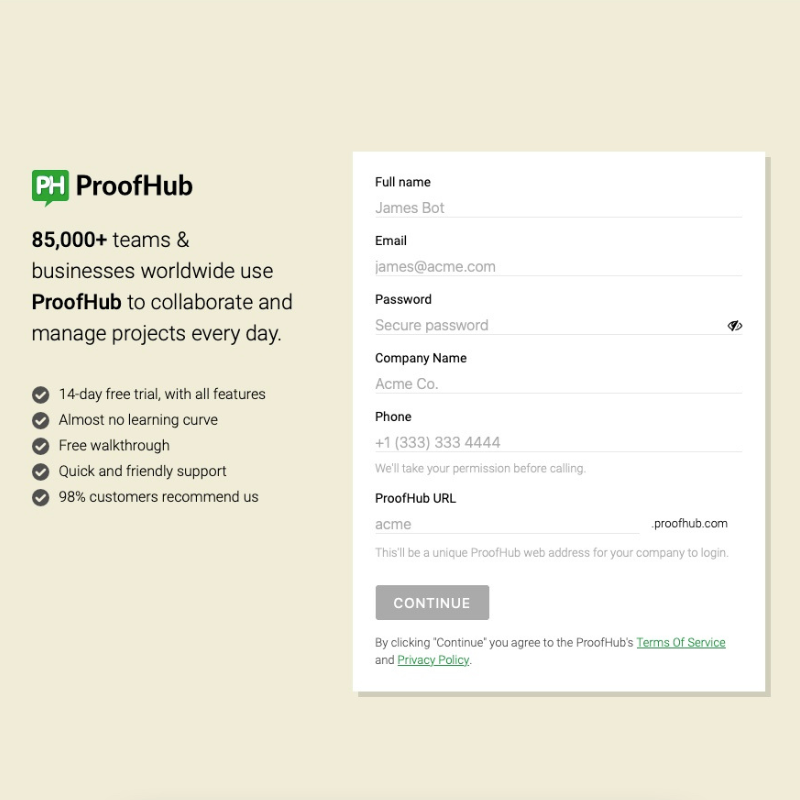 PH ProofHub
85,000+ teams &
businesses worldwide use
ProofHub to collaborate and
manage projects every day.
14-day free trial, with all features
Almost no learning curve
Free walkthrough
Quick and friendly support
98% customers recommend us
Full name
James Bot
Email
james@acme.com
Password
Secure password
Company Name
Acme Co.
Phone
+1 (333) 333 4444
We'll take your permission before calling.
ProofHub URL
acme .proofhub.com
This'll be a unique ProofHub web address for your company to login.
CONTINUE
By clicking "Continue" you agree to the ProofHub's Terms Of Service
and Privacy Policy.